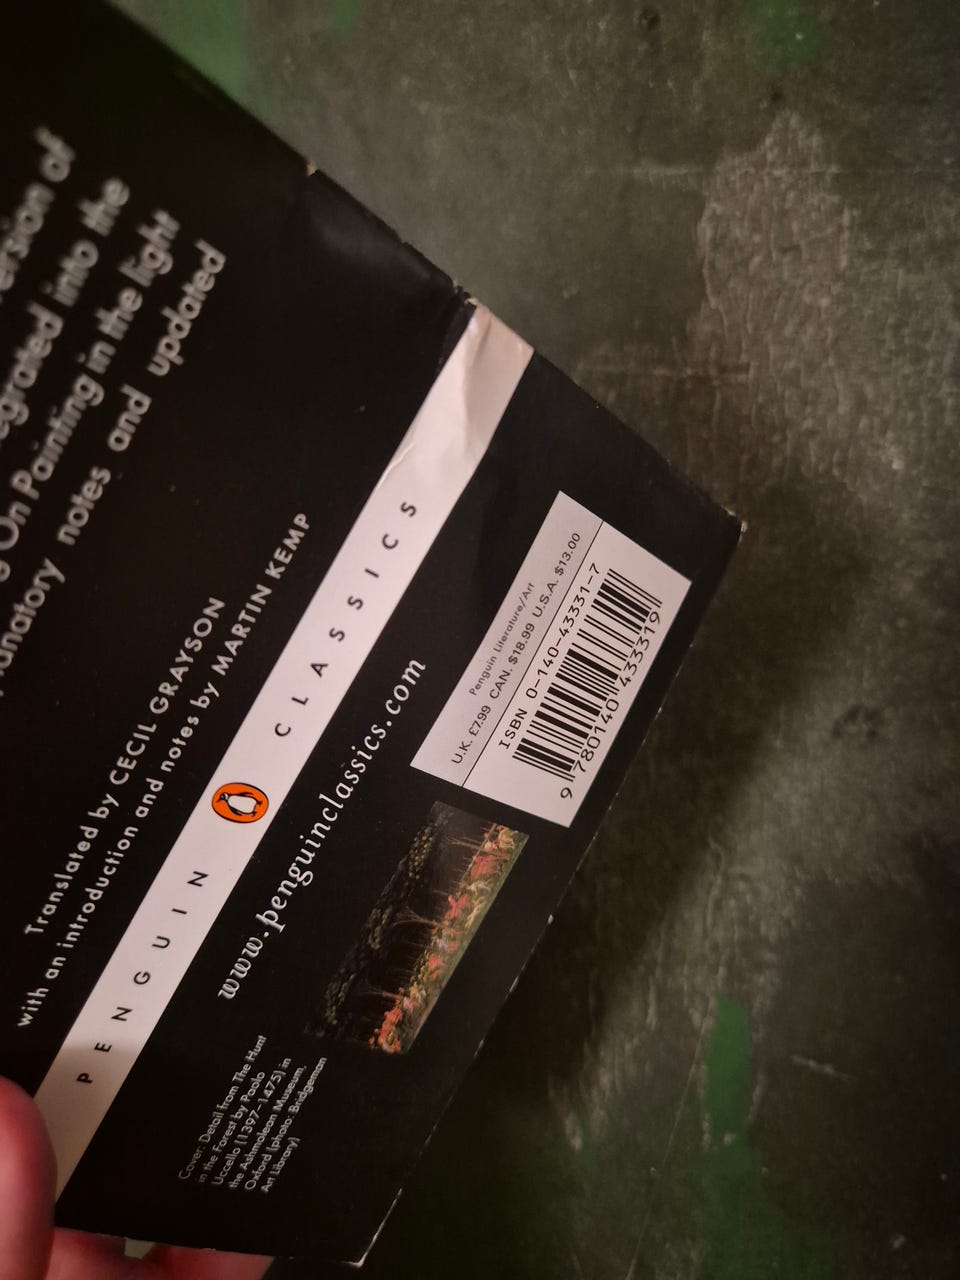 of
into the
On Painting in the light
notes and updated
Translated by CECIL GRAYSON
with an introduction and notes by MARTIN KEMP
PENGUIN CLASSICS
www.penguinclassics.com
Cover: Detail from The Hunt
in the Forest by Paolo
Uccello (1397–1475) in
the Ashmolean Museum,
Oxford (photo: Bridgeman
Art Library)
Penguin Literature/Art
U.K. £7.99 CAN. $18.99 U.S.A. $13.00
ISBN 0-140-43331-7
9 780140 433319